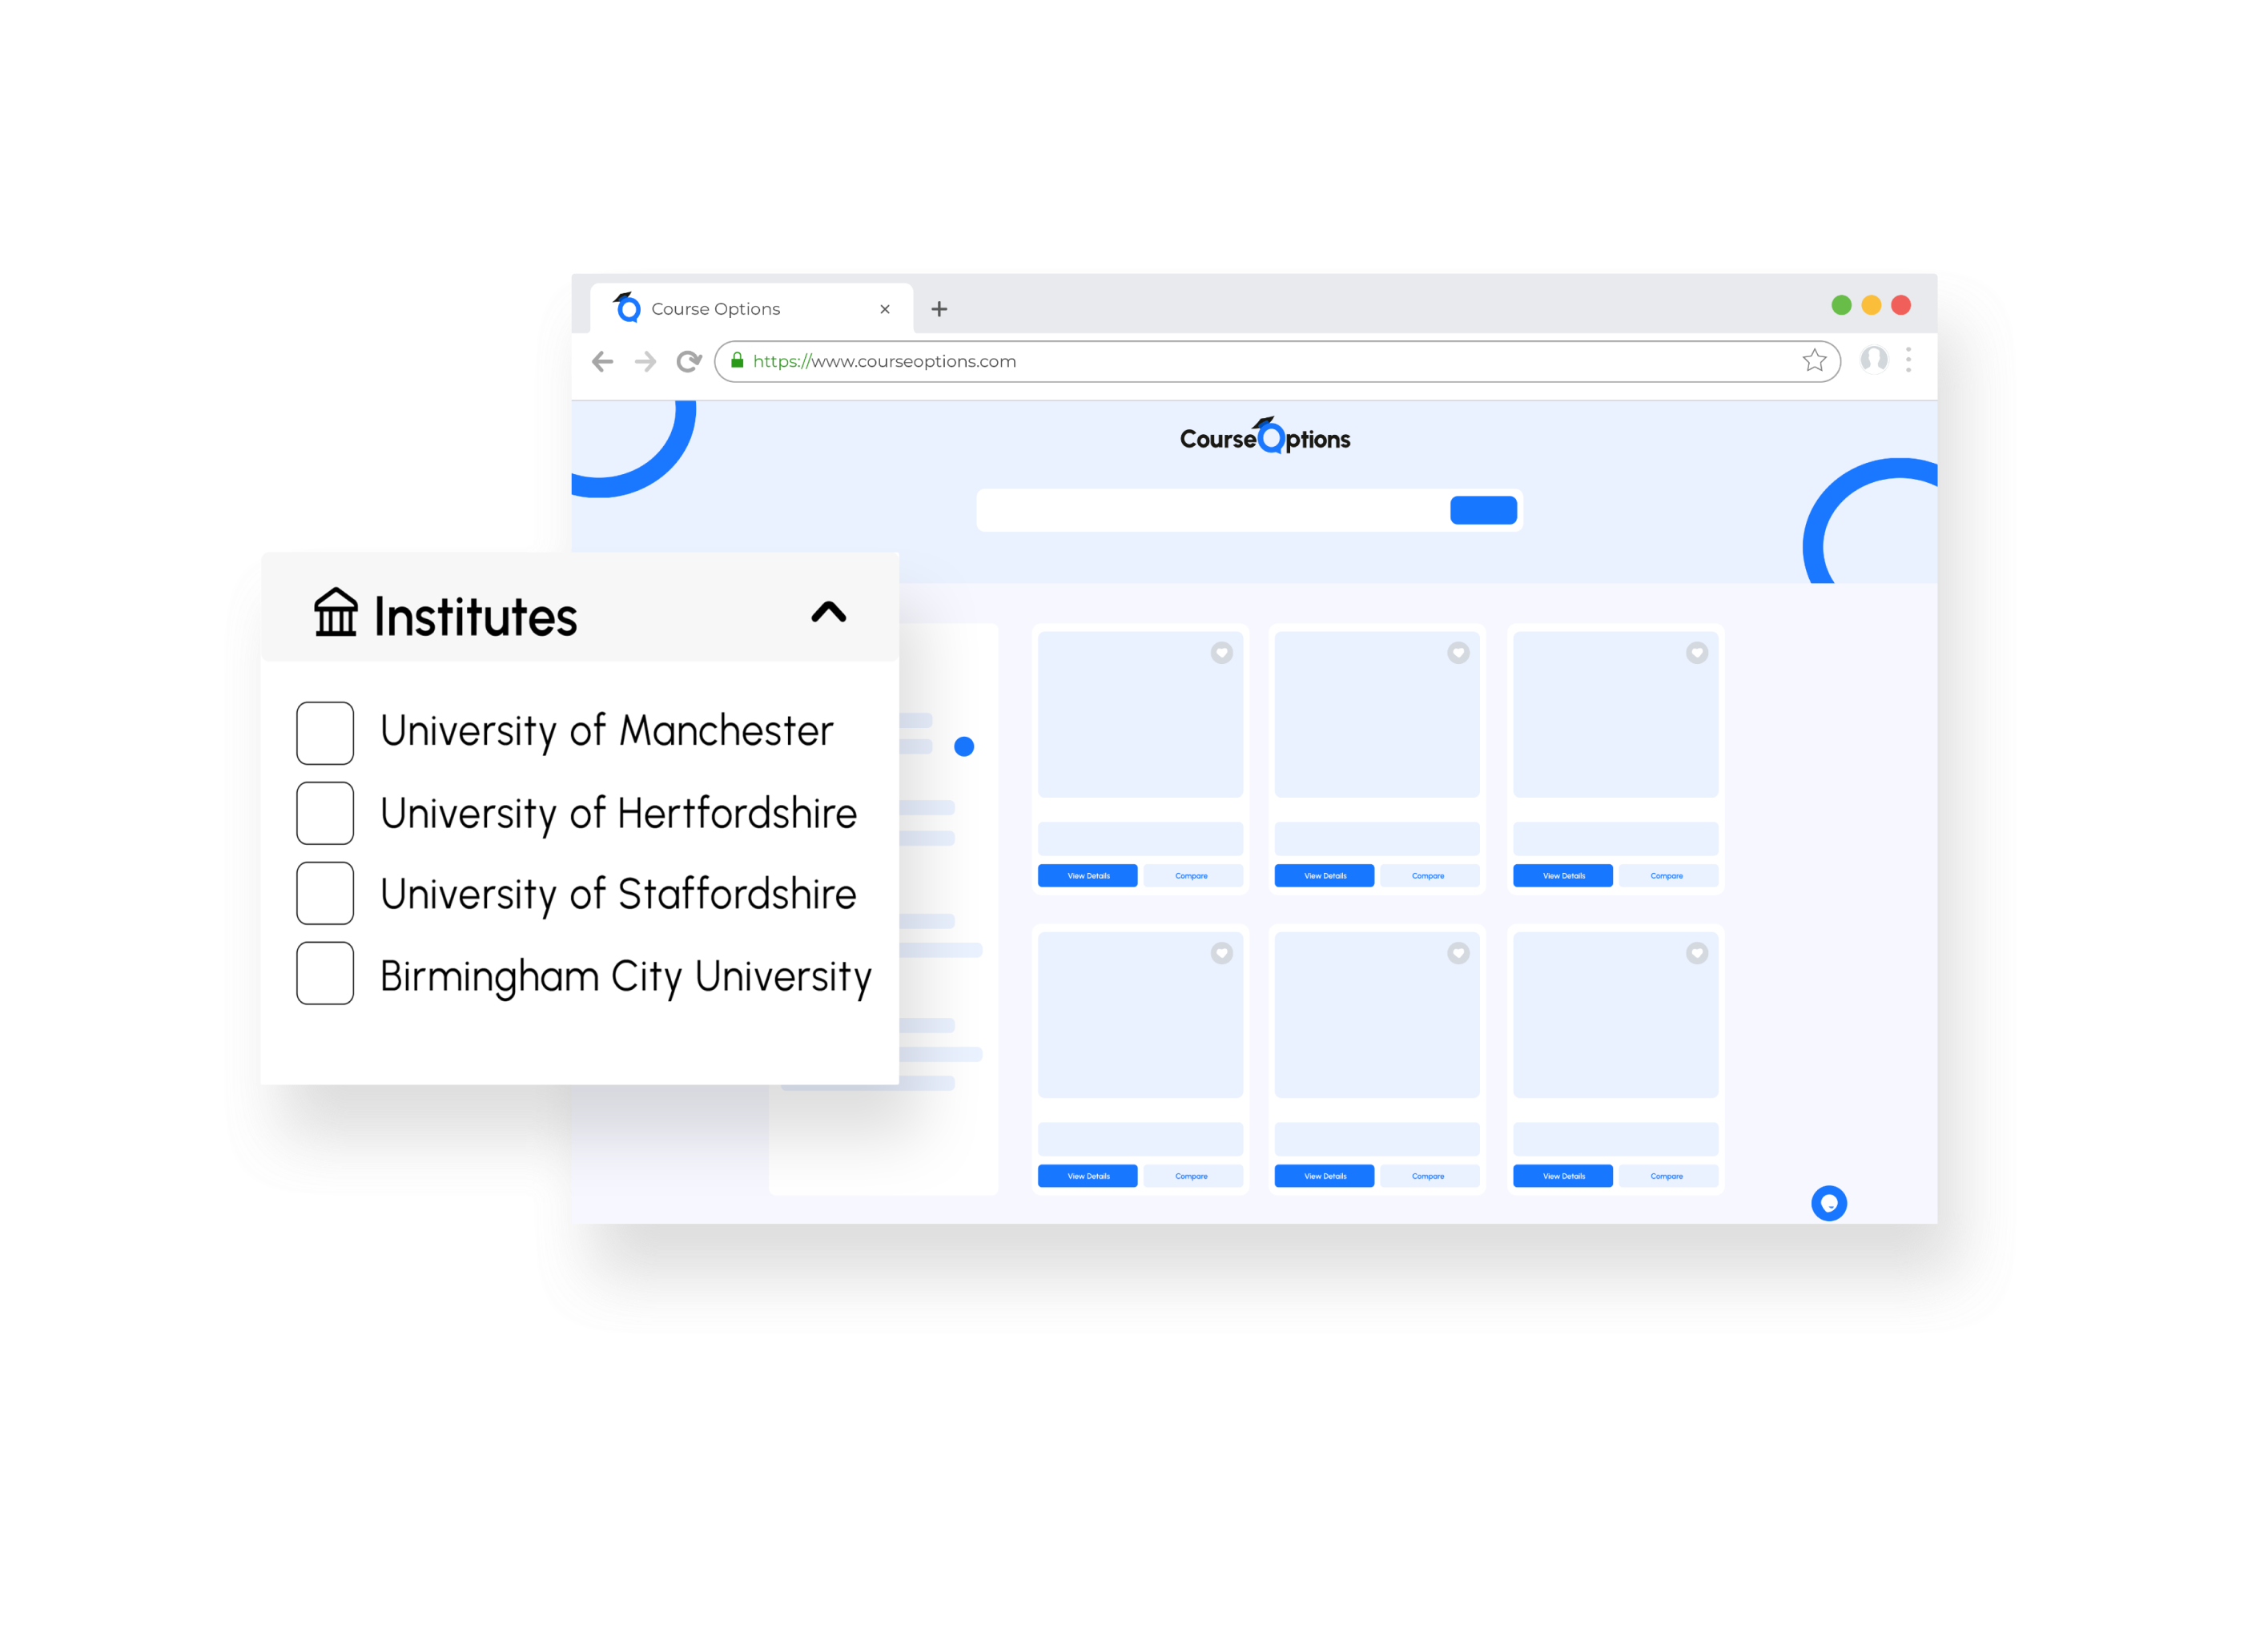 Course Options
https://www.courseoptions.com
CourseOptions
Institutes
University of Manchester
University of Hertfordshire
University of Staffordshire
Birmingham City University
View Details Compare View Details Compare View Details Compare
View Details Compare View Details Compare View Details Compare